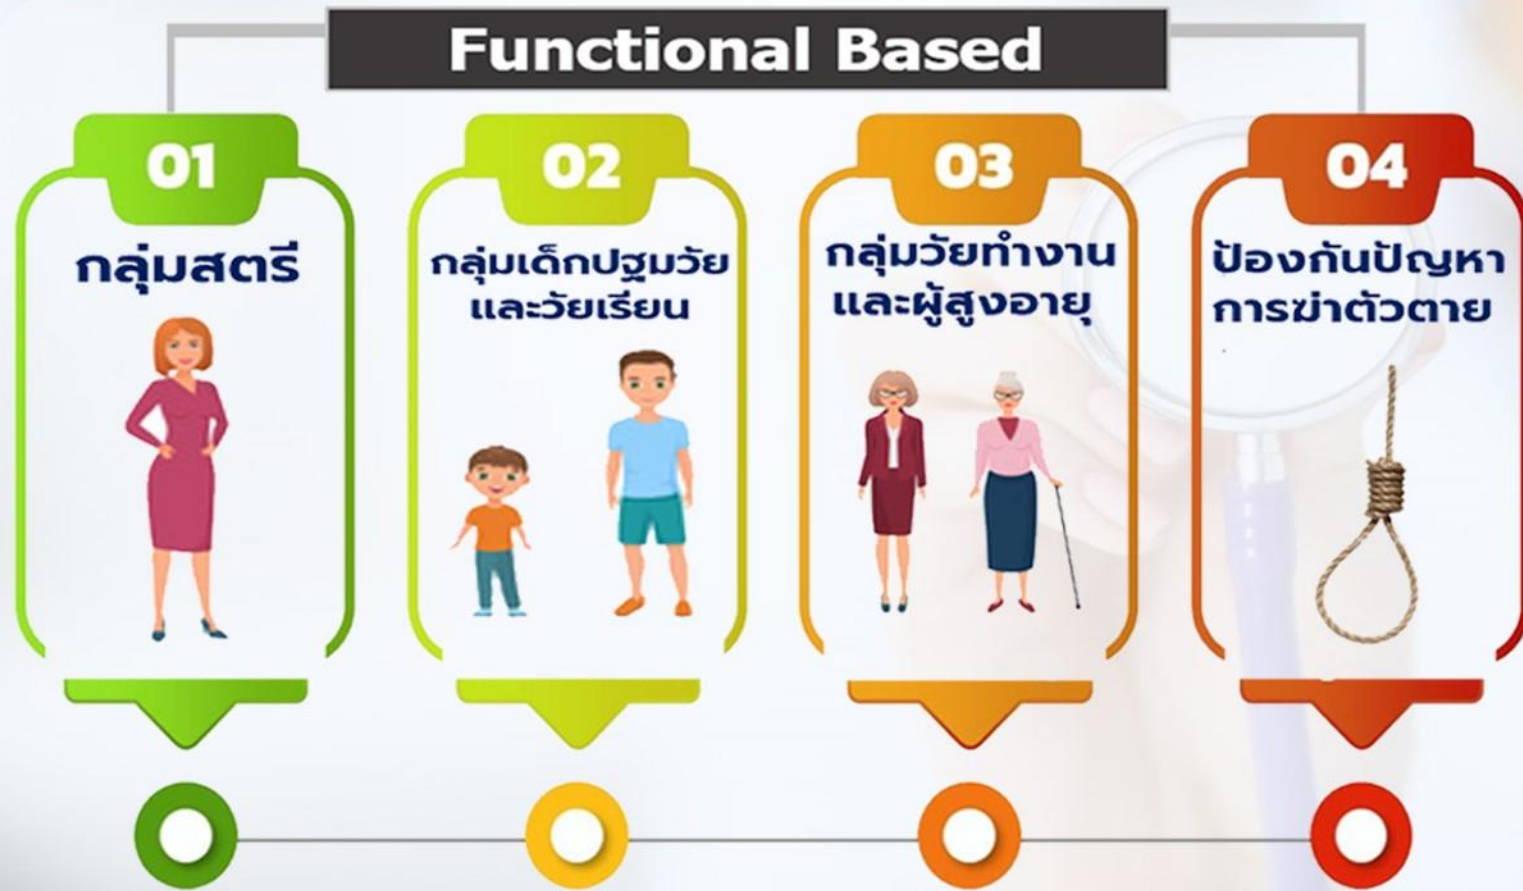 Functional Based
01
กลุ่มสตรี
02
กลุ่มเด็กปฐมวัย
และวัยเรียน
03
กลุ่มวัยทำงาน
และผู้สูงอายุ
04
ป้องกันปัญหา
การฆ่าตัวตาย